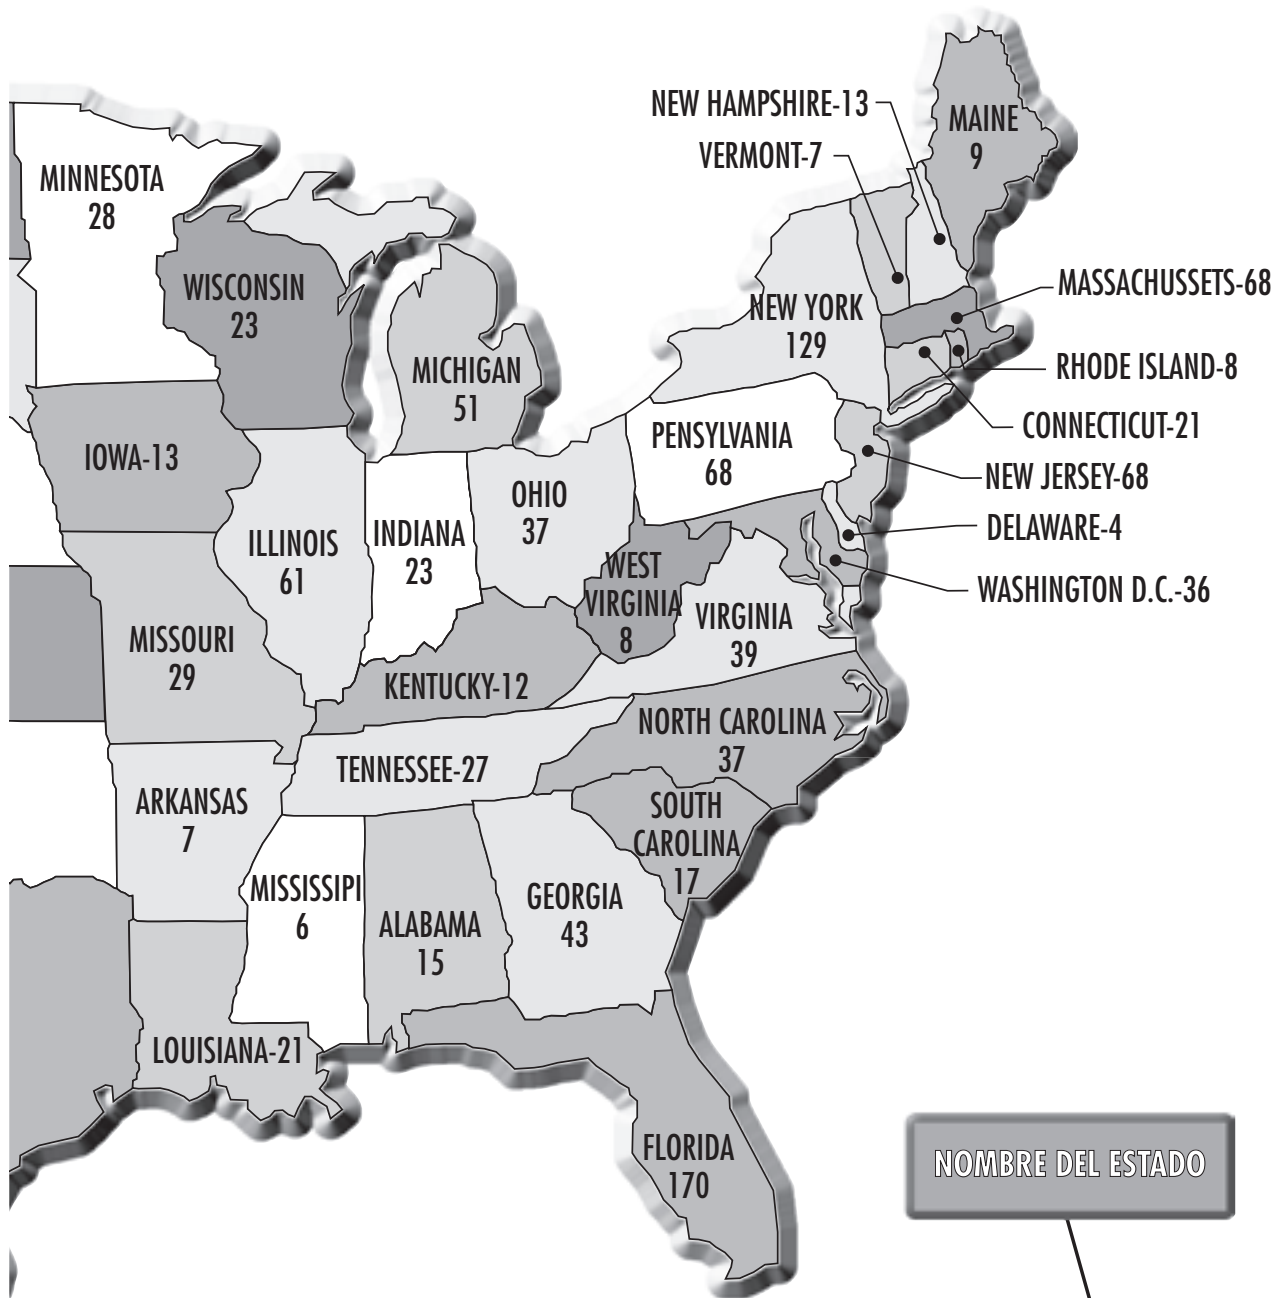 NEW HAMPSHIRE-13
MAINE
9
VERMONT-7
MINNESOTA
28
WISCONSIN
23
MASSACHUSSETS-68
NEW YORK
129
MICHIGAN
51
RHODE ISLAND-8
CONNECTICUT-21
PENSYLVANIA
68
IOWA-13
NEW JERSEY-68
OHIO
37
DELAWARE-4
ILLINOIS
61
INDIANA
23
WEST
VIRGINIA
8
WASHINGTON D.C.-36
VIRGINIA
39
MISSOURI
29
KENTUCKY-12
NORTH CAROLINA
37
TENNESSEE-27
ARKANSAS
7
SOUTH
CAROLINA
17
MISSISSIPI
6
GEORGIA
43
ALABAMA
15
LOUISIANA-21
FLORIDA
170
NOMBRE DEL ESTADO